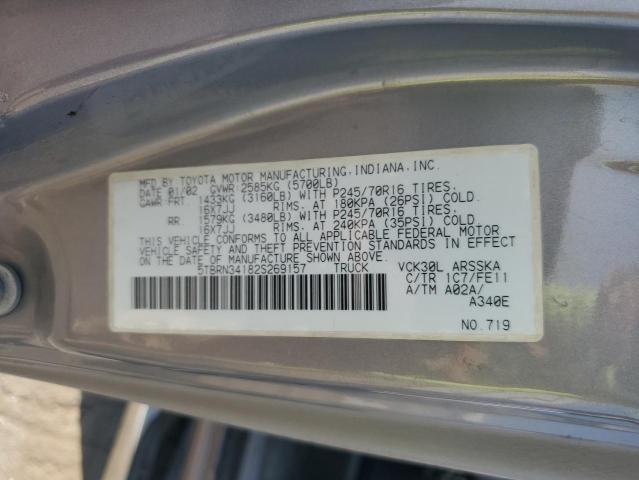 MFD.BY TOYOTA MOTOR MANUFACTURING,INDIANA,INC.
DATE 01/02 GVWR 2585KG (5700LB)
GAWR FRT 1433KG (3160LB) WITH P245/70R16 TIRES,
16X7JJ RIMS, AT 180KPA (26PSI) COLD.
RR 1579KG (3480LB) WITH P245/70R16 TIRES,
16X7JJ RIMS, AT 240KPA (35PSI) COLD.
THIS VEHICLE CONFORMS TO ALL APPLICABLE FEDERAL MOTOR
VEHICLE SAFETY AND THEFT PREVENTION STANDARDS IN EFFECT
ON THE DATE OF MANUFACTURE SHOWN ABOVE.
5TBRN34182S269157 TRUCK VCK30L ARSSKA
C/TR 1C7/FE11
A/TM A02A/
A340E
NO.719